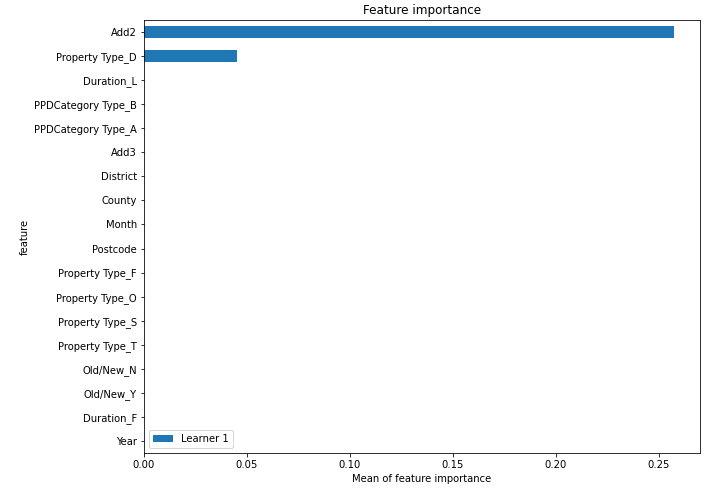 Feature importance
Add2
Property Type_D
Duration_L
PPDCategory Type_B
PPDCategory Type_A
Add3
District
County
Month
Postcode
Property Type_F
Property Type_O
Property Type_S
Property Type_T
Old/New_N
Old/New_Y
Duration_F
Year
feature
Learner 1
0.00 0.05 0.10 0.15 0.20 0.25
Mean of feature importance